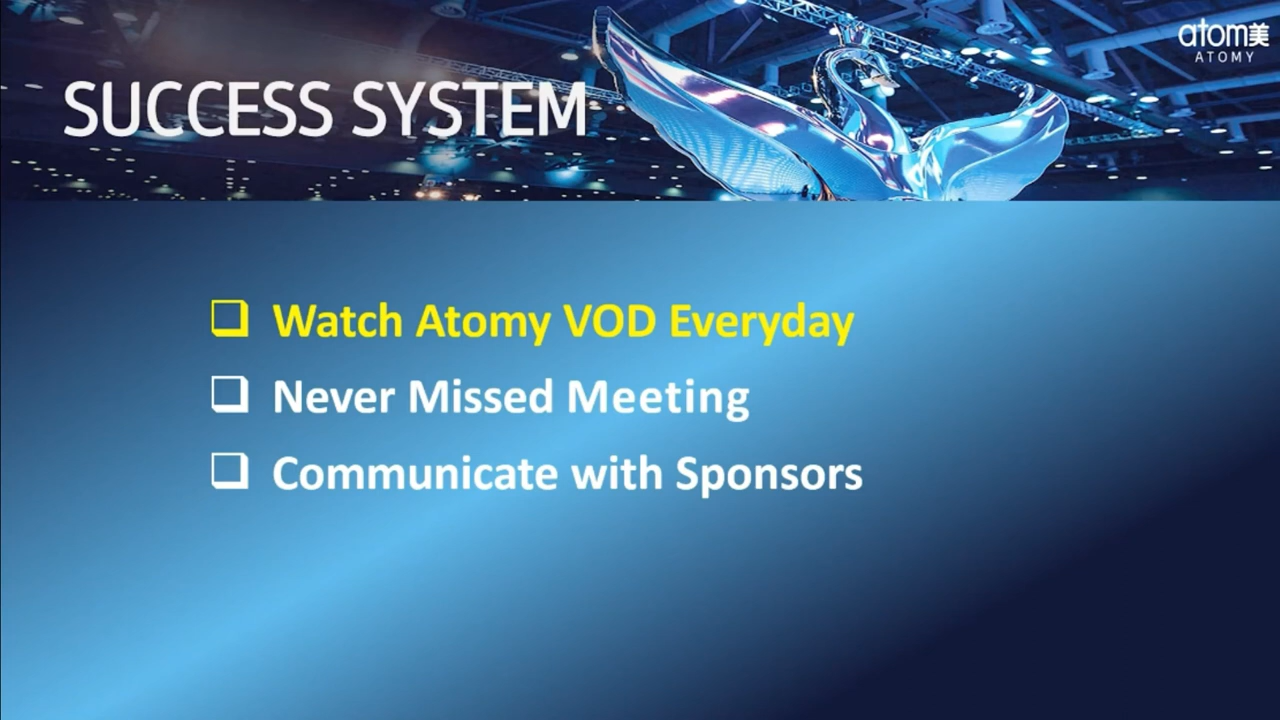 SUCCESS SYSTEM
atom美
ATOMY
Watch Atomy VOD Everyday
Never Missed Meeting
Communicate with Sponsors